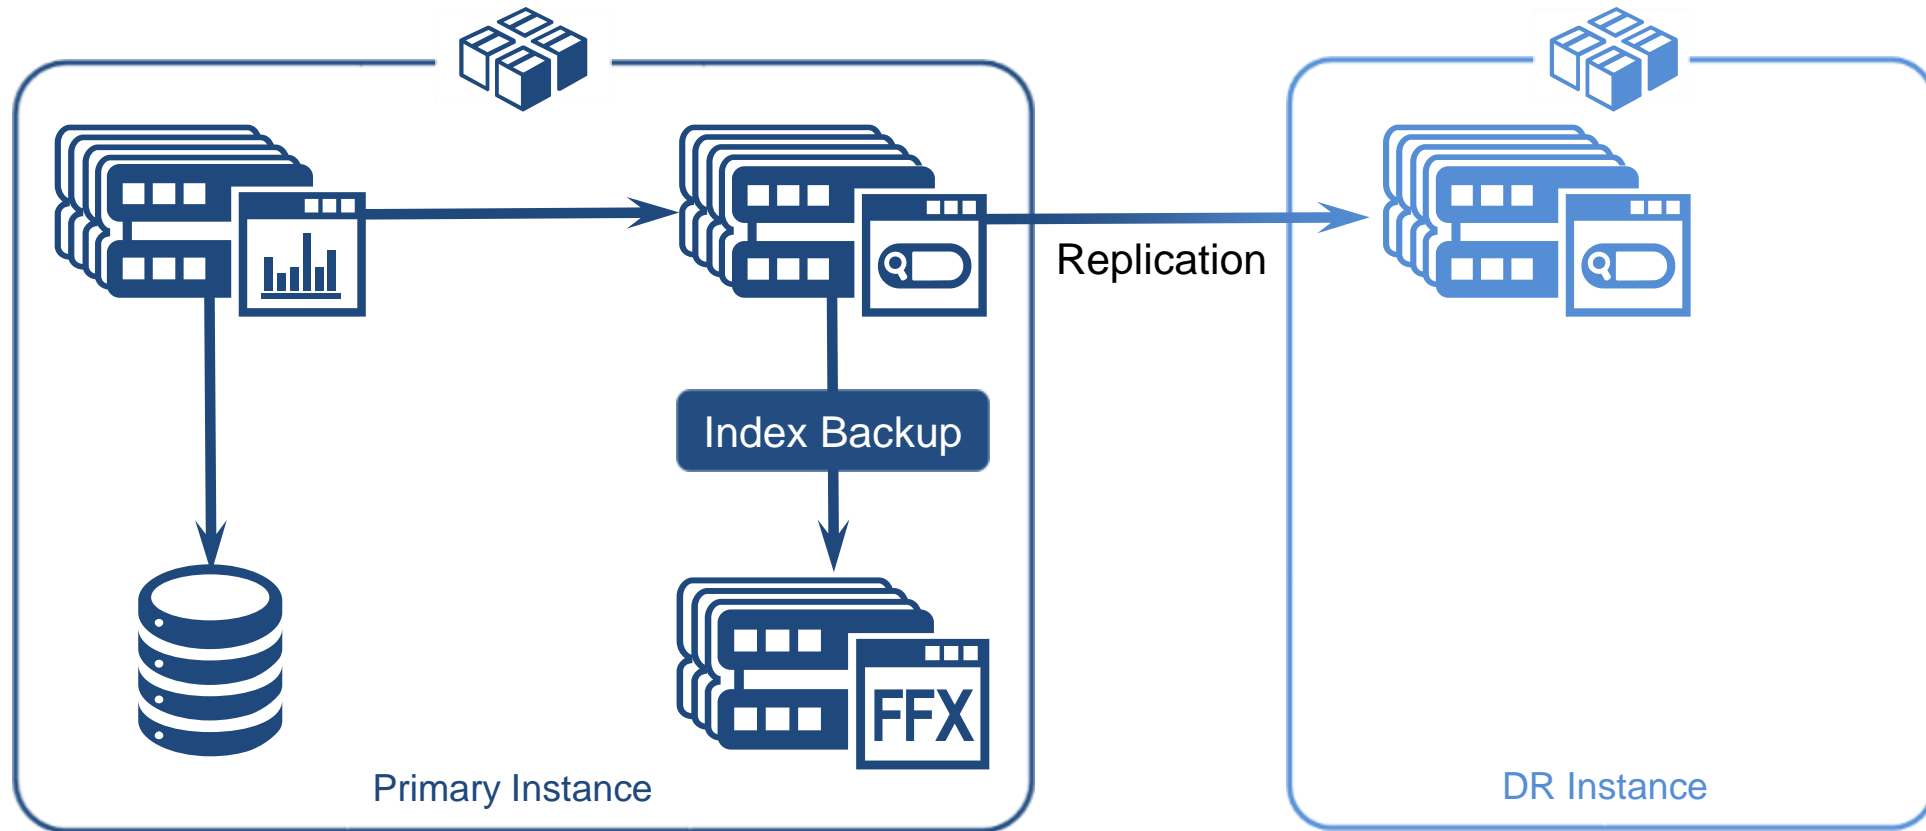 Replication
Index Backup
FFX
Primary Instance
DR Instance